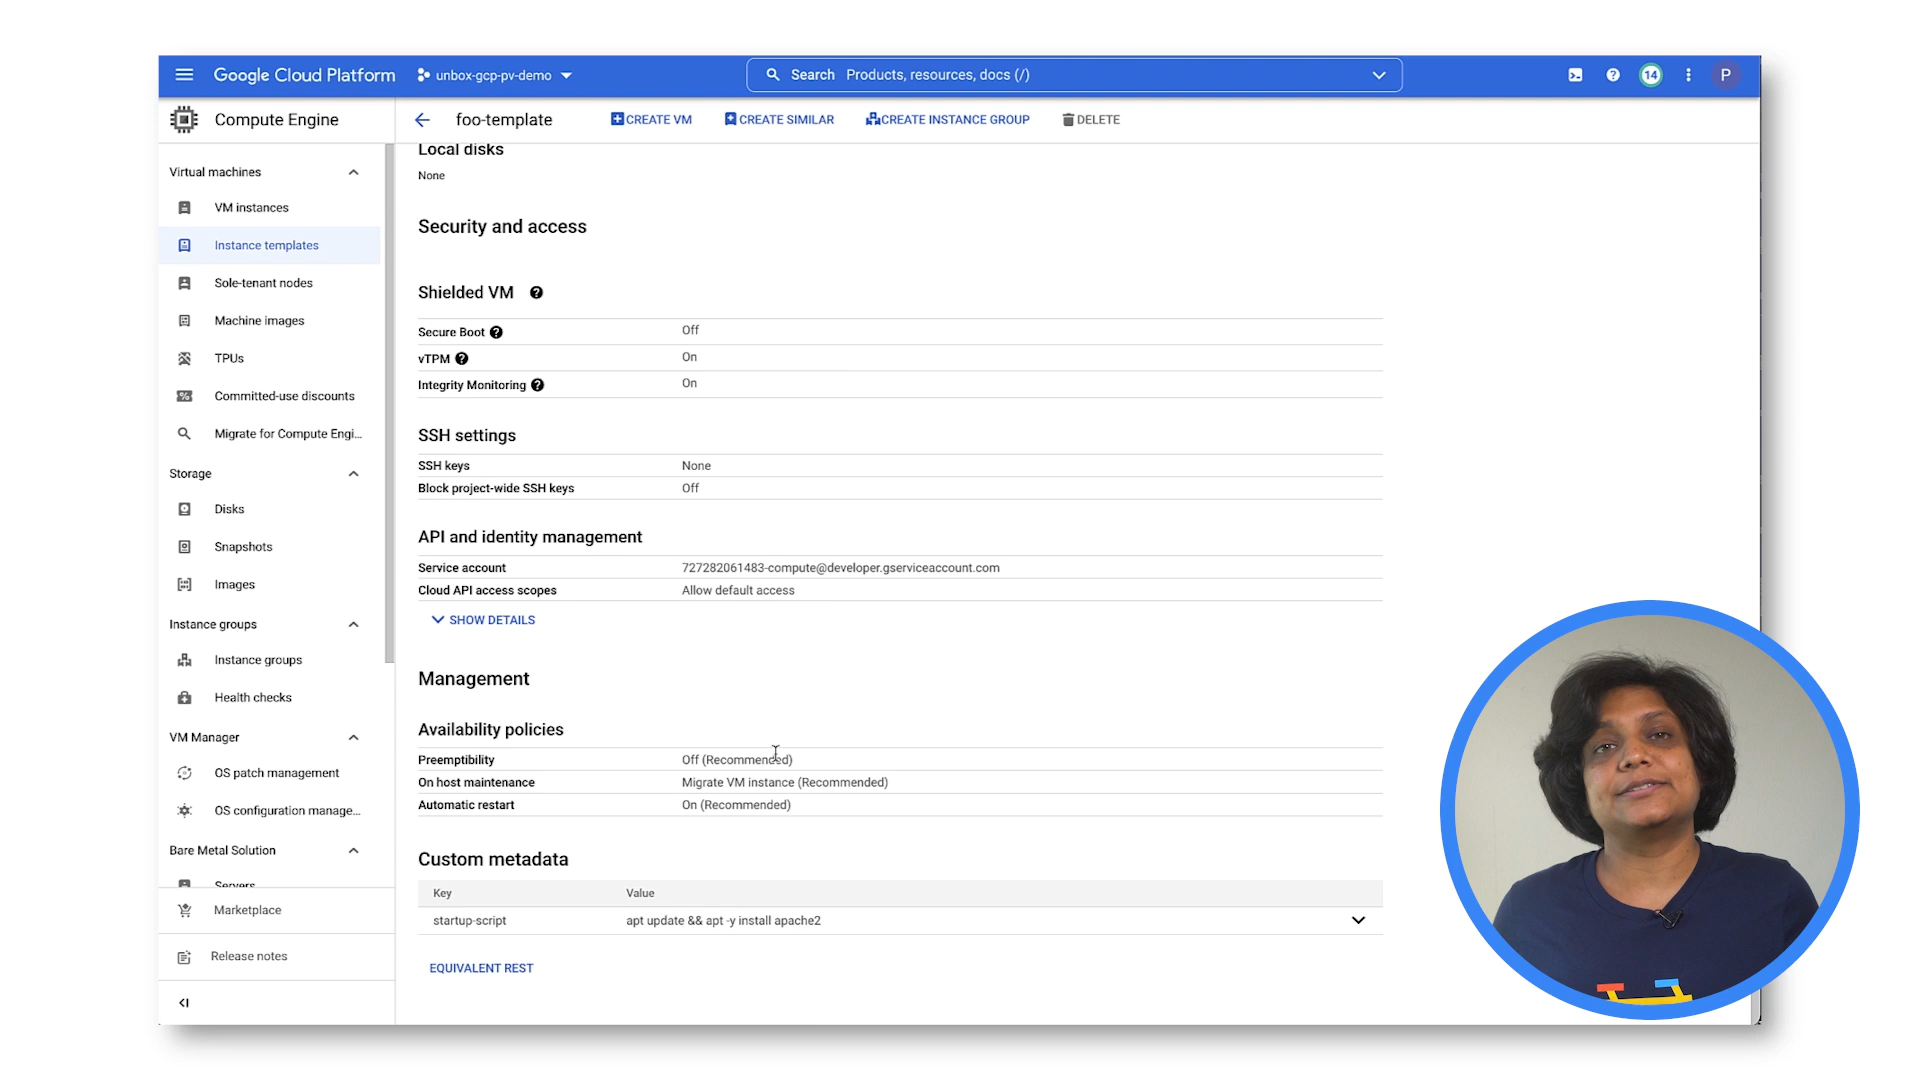 Google Cloud Platform
unbox-gcp-pv-demo
Search Products, resources, docs (/)
14
P
Compute Engine
foo-template
CREATE VM
CREATE SIMILAR
CREATE INSTANCE GROUP
DELETE
Virtual machines
VM instances
Instance templates
Sole-tenant nodes
Machine images
TPUs
Committed-use discounts
Migrate for Compute Engi...
Storage
Disks
Snapshots
Images
Instance groups
Instance groups
Health checks
VM Manager
OS patch management
OS configuration manage...
Bare Metal Solution
Servers
Marketplace
Release notes
Local disks
None
Security and access
Shielded VM
Secure Boot Off
vTPM On
Integrity Monitoring On
SSH settings
SSH keys None
Block project-wide SSH keys Off
API and identity management
Service account 727282061483-compute@developer.gserviceaccount.com
Cloud API access scopes Allow default access
SHOW DETAILS
Management
Availability policies
Preemptibility Off (Recommended)
On host maintenance Migrate VM instance (Recommended)
Automatic restart On (Recommended)
Custom metadata
Key Value
startup-script apt update && apt -y install apache2
EQUIVALENT REST